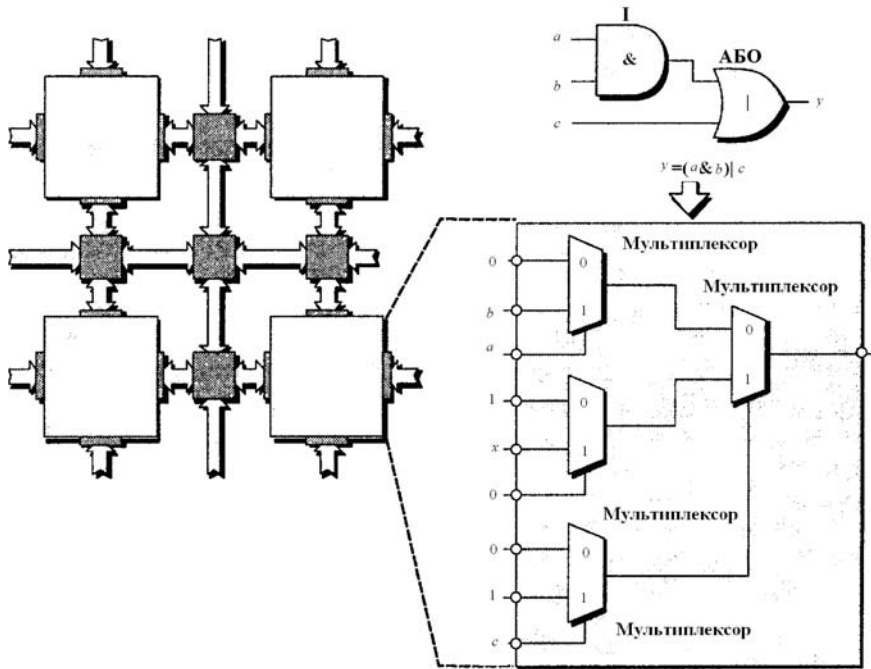 I
a
&
b
АБО
|
y
c
y=(a&b)|c
Мультиплексор
0
0
Мультиплексор
b
1
0
a
1
1
0
x
1
0
Мультиплексор
0
0
1
1
Мультиплексор
c